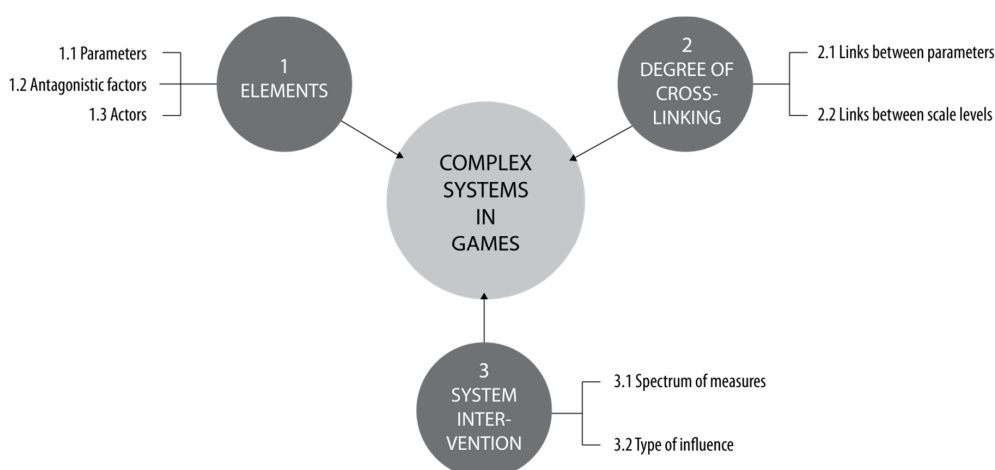 1.1 Parameters
1.2 Antagonistic factors
1.3 Actors
1
ELEMENTS
2
DEGREE OF
CROSS-
LINKING
2.1 Links between parameters
2.2 Links between scale levels
COMPLEX
SYSTEMS
IN
GAMES
3
SYSTEM
INTER-
VENTION
3.1 Spectrum of measures
3.2 Type of influence